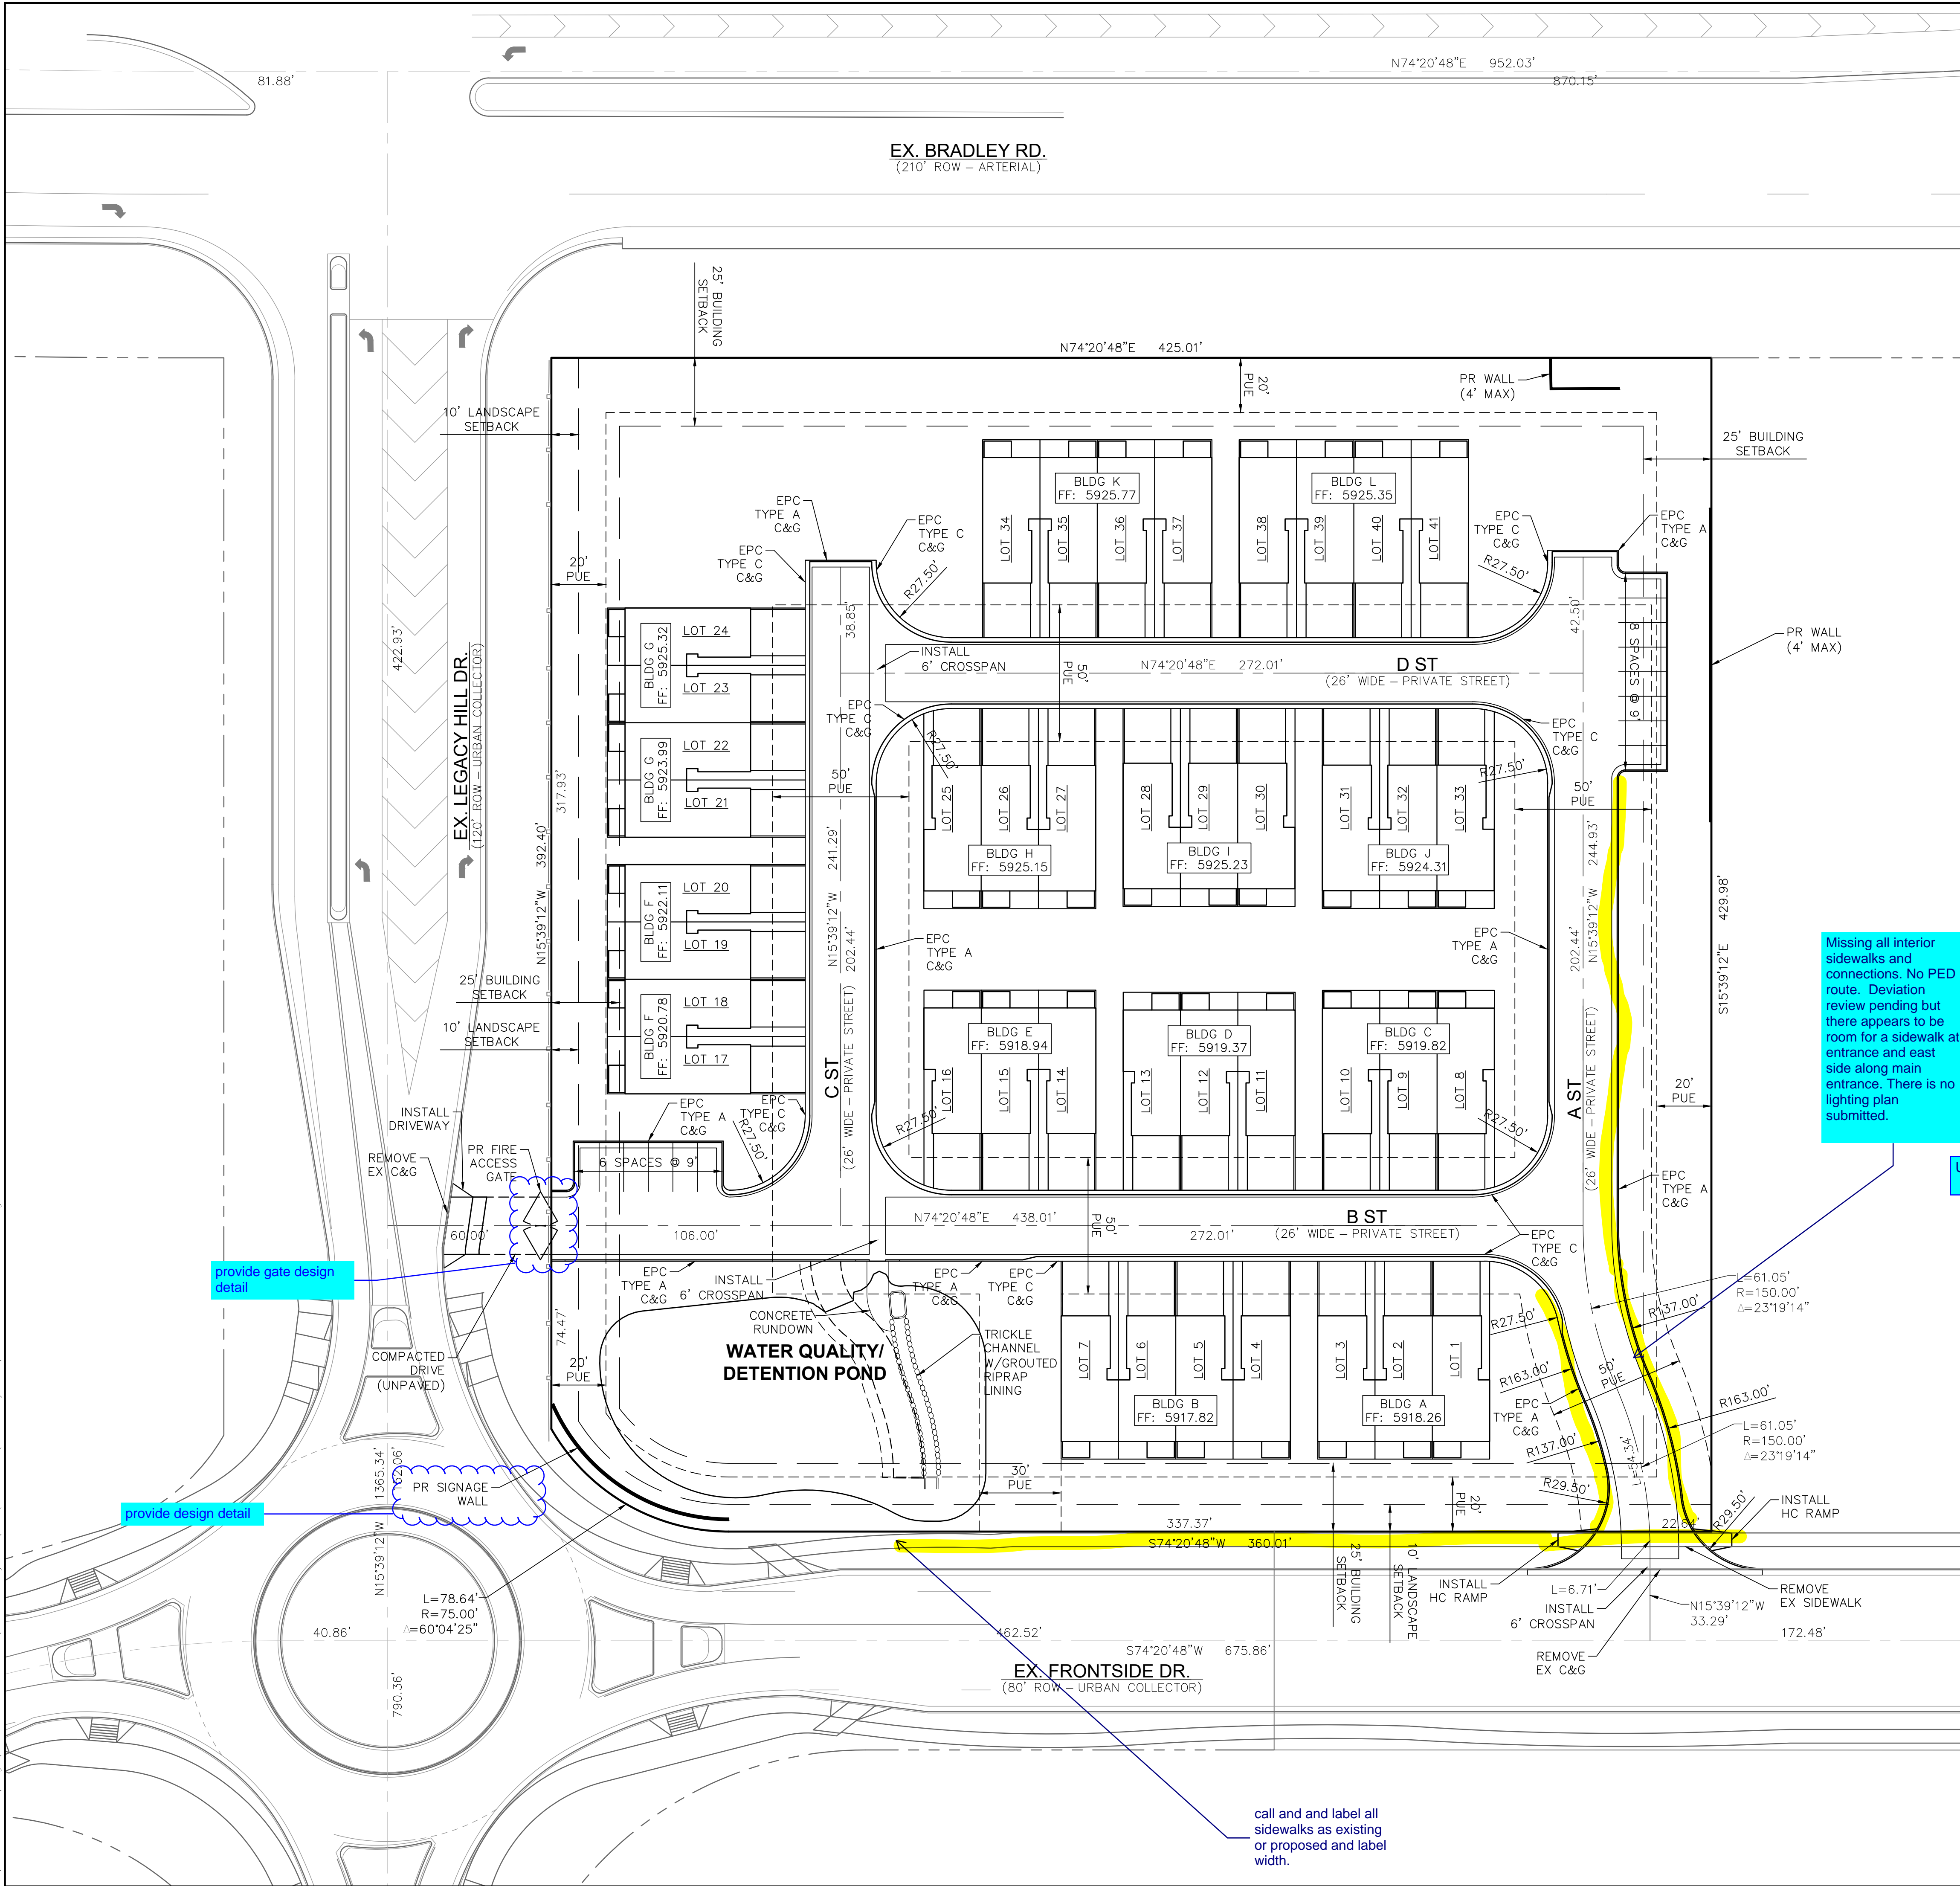 81.88'
N74°20'48"E 952.03'
870.15'
EX. BRADLEY RD.
(210' ROW – ARTERIAL)
25' BUILDING
SETBACK
N74°20'48"E 425.01'
20'
PUE
PR WALL
(4' MAX)
10' LANDSCAPE
SETBACK
25' BUILDING
SETBACK
BLDG K
FF: 5925.77
BLDG L
FF: 5925.35
LOT 34
LOT 35
LOT 36
LOT 37
LOT 38
LOT 39
LOT 40
LOT 41
EPC
TYPE A
C&G
EPC
TYPE C
C&G
EPC
TYPE C
C&G
EPC
TYPE C
C&G
EPC
TYPE A
C&G
20'
PUE
R27.50'
R27.50'
38.85'
42.50'
8 SPACES @ 9'
PR WALL
(4' MAX)
422.93'
EX. LEGACY HILL DR.
(120' ROW – URBAN COLLECTOR)
BLDG G
FF: 5925.32
LOT 24
LOT 23
INSTALL
6' CROSSPAN
50'
PUE
N74°20'48"E 272.01'
D ST
(26' WIDE – PRIVATE STREET)
EPC
TYPE C
C&G
EPC
TYPE C
C&G
BLDG G
FF: 5923.99
LOT 22
LOT 21
R27.50'
R27.50'
50'
PUE
50'
PUE
317.93'
N15°39'12"W 392.40'
LOT 25
LOT 26
LOT 27
LOT 28
LOT 29
LOT 30
LOT 31
LOT 32
LOT 33
BLDG H
FF: 5925.15
BLDG I
FF: 5925.23
BLDG J
FF: 5924.31
N15°39'12"W 241.29'
202.44'
N15°39'12"W 244.93'
202.44'
S15°39'12"E 429.98'
BLDG F
FF: 5922.11
LOT 20
LOT 19
EPC
TYPE A
C&G
EPC
TYPE A
C&G
Missing all interior
sidewalks and
connections. No PED
route. Deviation
review pending but
there appears to be
room for a sidewalk at
entrance and east
side along main
entrance. There is no
lighting plan
submitted.
U
25' BUILDING
SETBACK
10' LANDSCAPE
SETBACK
BLDG F
FF: 5920.78
LOT 18
LOT 17
BLDG E
FF: 5918.94
BLDG D
FF: 5919.37
BLDG C
FF: 5919.82
LOT 16
LOT 15
LOT 14
LOT 13
LOT 12
LOT 11
LOT 10
LOT 9
LOT 8
C ST
(26' WIDE – PRIVATE STREET)
A ST
(26' WIDE – PRIVATE STREET)
20'
PUE
INSTALL
DRIVEWAY
REMOVE
EX C&G
PR FIRE
ACCESS
GATE
EPC
TYPE A
C&G
EPC
TYPE C
C&G
R27.50'
R27.50'
R27.50'
6 SPACES @ 9'
EPC
TYPE A
C&G
60.00'
106.00'
N74°20'48"E 438.01'
50'
PUE
272.01'
B ST
(26' WIDE – PRIVATE STREET)
EPC
TYPE C
C&G
provide gate design
detail
EPC
TYPE A
C&G
INSTALL
6' CROSSPAN
EPC
TYPE A
C&G
EPC
TYPE C
C&G
L=61.05'
R=150.00'
Δ=23°19'14"
R137.00'
CONCRETE
RUNDOWN
WATER QUALITY/
DETENTION POND
TRICKLE
CHANNEL
W/GROUTED
RIPRAP
LINING
74.47'
COMPACTED
DRIVE
(UNPAVED)
20'
PUE
LOT 7
LOT 6
LOT 5
LOT 4
LOT 3
LOT 2
LOT 1
BLDG B
FF: 5917.82
BLDG A
FF: 5918.26
R27.50'
R163.00'
EPC
TYPE A
C&G
R137.00'
50'
PUE
R163.00'
L=61.05'
R=150.00'
Δ=23°19'14"
L=54.34'
R29.50'
R29.50'
PR SIGNAGE
WALL
provide design detail
1365.34'
162.06'
N15°39'12"W
30'
PUE
20'
PUE
INSTALL
HC RAMP
337.37'
22.64'
S74°20'48"W 360.01'
25' BUILDING
SETBACK
10' LANDSCAPE
SETBACK
INSTALL
HC RAMP
L=6.71'
INSTALL
6' CROSSPAN
REMOVE
EX C&G
REMOVE
EX SIDEWALK
N15°39'12"W
33.29'
L=78.64'
R=75.00'
Δ=60°04'25"
40.86'
462.52'
172.48'
S74°20'48"W 675.86'
EX. FRONTSIDE DR.
(80' ROW – URBAN COLLECTOR)
790.36'
call and and label all
sidewalks as existing
or proposed and label
width.